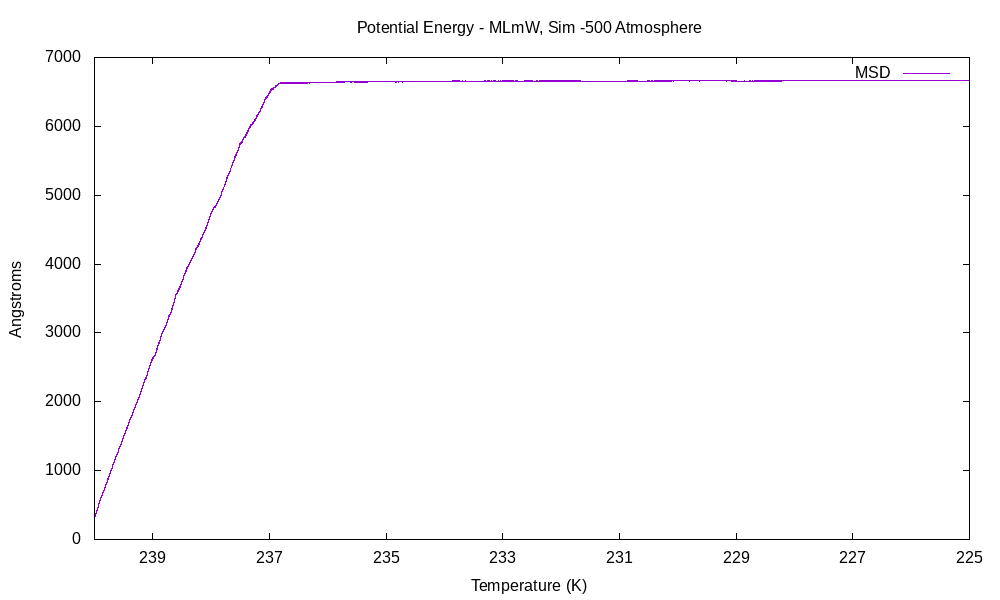 Potential Energy - MLmW, Sim -500 Atmosphere
7000
6000
5000
4000
3000
2000
1000
0
Angstroms
MSD
239 237 235 233 231 229 227 225
Temperature (K)